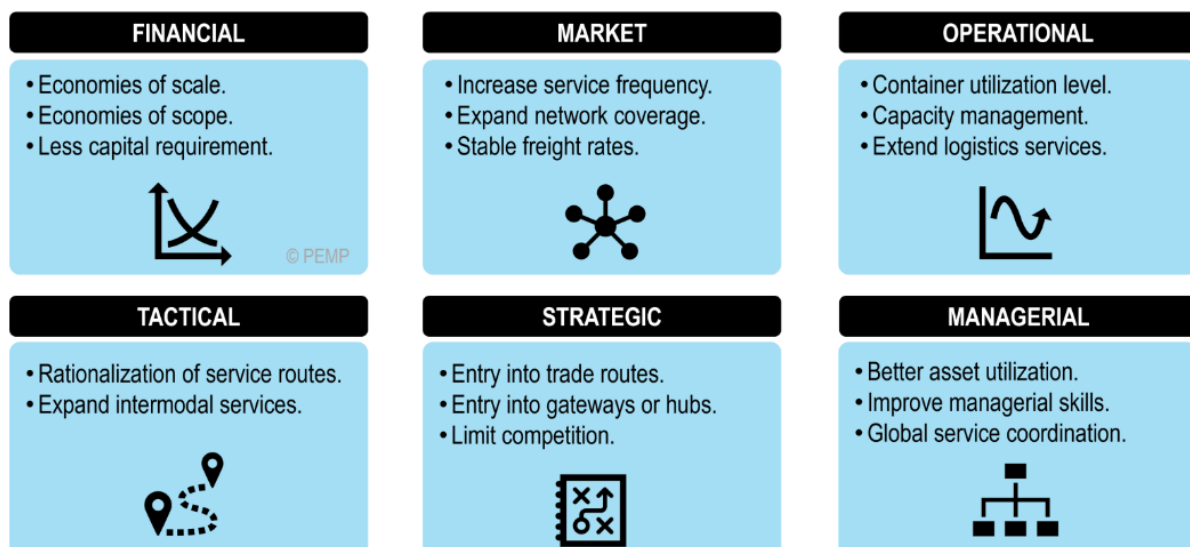 FINANCIAL
• Economies of scale.
• Economies of scope.
• Less capital requirement.
© PEMP
MARKET
• Increase service frequency.
• Expand network coverage.
• Stable freight rates.
OPERATIONAL
• Container utilization level.
• Capacity management.
• Extend logistics services.
TACTICAL
• Rationalization of service routes.
• Expand intermodal services.
STRATEGIC
• Entry into trade routes.
• Entry into gateways or hubs.
• Limit competition.
MANAGERIAL
• Better asset utilization.
• Improve managerial skills.
• Global service coordination.